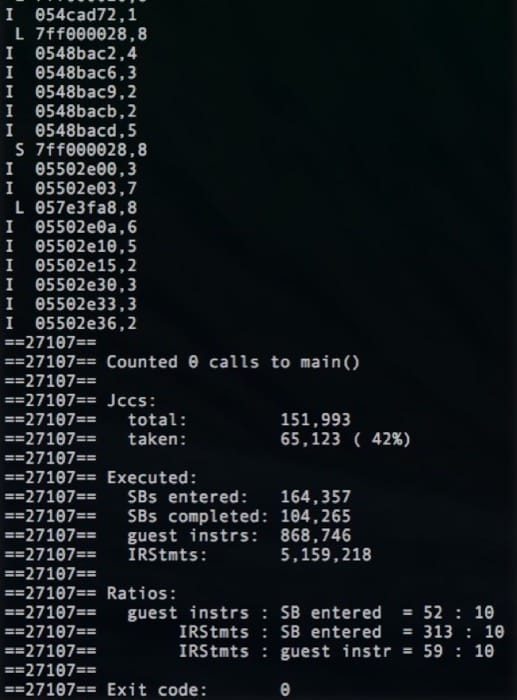 I  054cad72,1
 L 7ff000028,8
I  0548bac2,4
I  0548bac6,3
I  0548bac9,2
I  0548bacb,2
I  0548bacd,5
 S 7ff000028,8
I  05502e00,3
I  05502e03,7
 L 057e3fa8,8
I  05502e0a,6
I  05502e10,5
I  05502e15,2
I  05502e30,3
I  05502e33,3
I  05502e36,2
==27107==
==27107== Counted 0 calls to main()
==27107==
==27107== Jccs:
==27107==   total:         151,993
==27107==   taken:         65,123 ( 42%)
==27107==
==27107== Executed:
==27107==   SBs entered:   164,357
==27107==   SBs completed: 104,265
==27107==   guest instrs:  868,746
==27107==   IRStmts:       5,159,218
==27107==
==27107== Ratios:
==27107==   guest instrs : SB entered  = 52 : 10
==27107==        IRStmts : SB entered  = 313 : 10
==27107==        IRStmts : guest instr = 59 : 10
==27107==
==27107== Exit code:       0